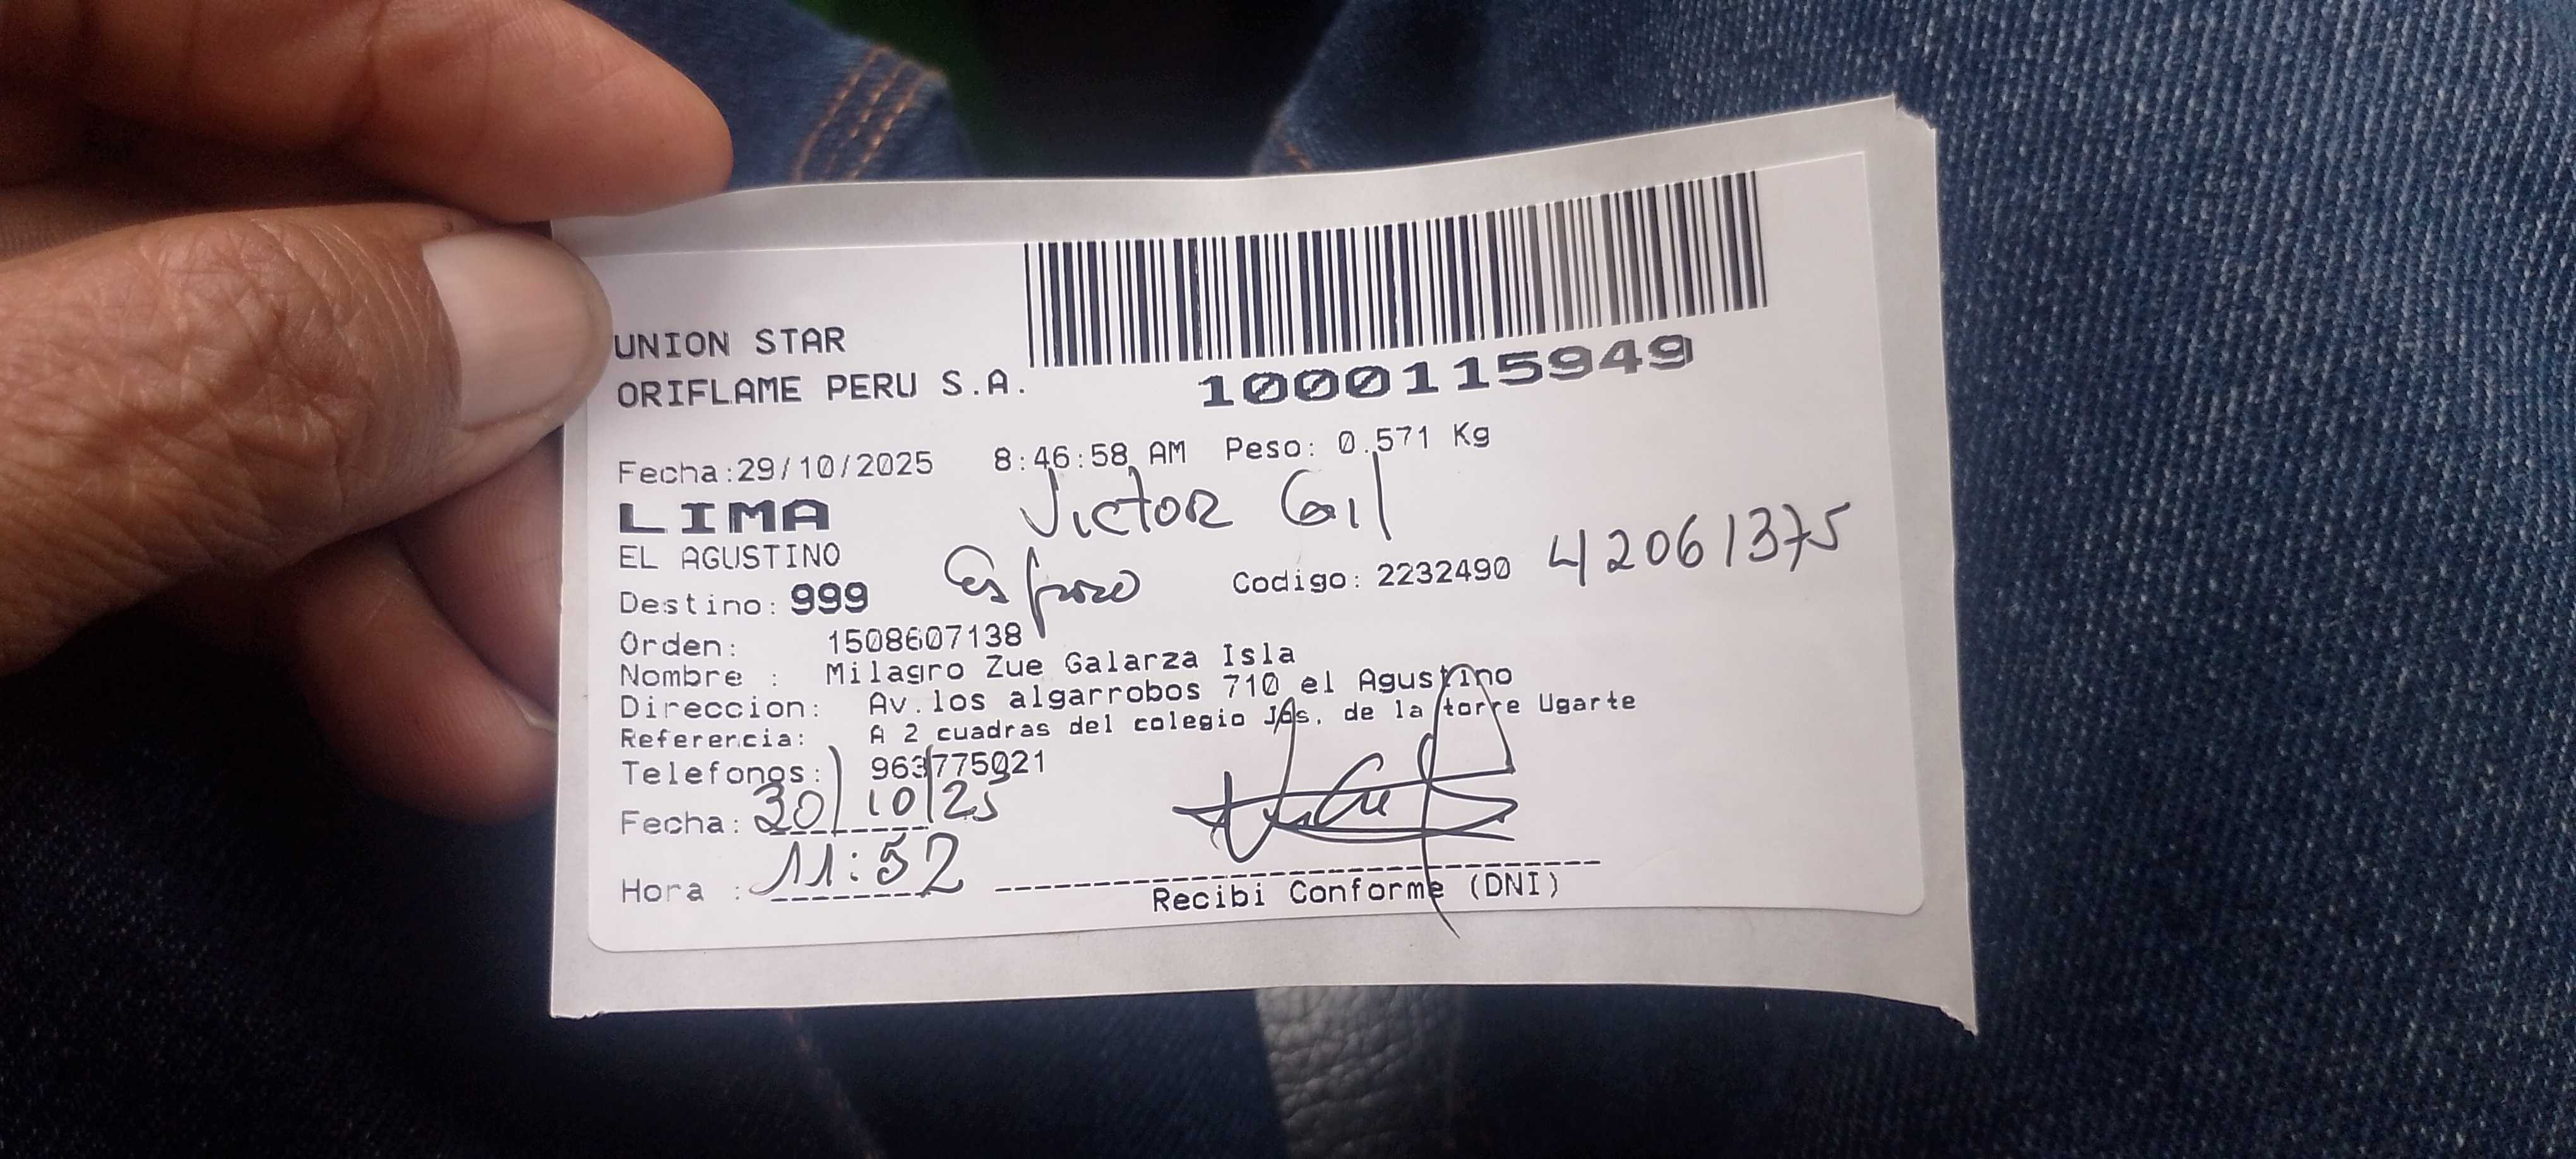 UNION STAR
ORIFLAME PERU S.A.
1000115949
Fecha:29/10/2025 8:46:58 AM Peso: 0.571 Kg
LIMA Victor Gil
EL AGUSTINO
Destino: 999 Esposo Codigo: 2232490 42061375
Orden: 1508607138
Nombre : Milagro Zue Galarza Isla
Direccion: Av.los algarrobos 710 el Agustino
Referencia: A 2 cuadras del colegio Jos. de la torre Ugarte
Telefonos: 963775021
Fecha: 30/10/25
Hora : 11:52
Recibi Conforme (DNI)